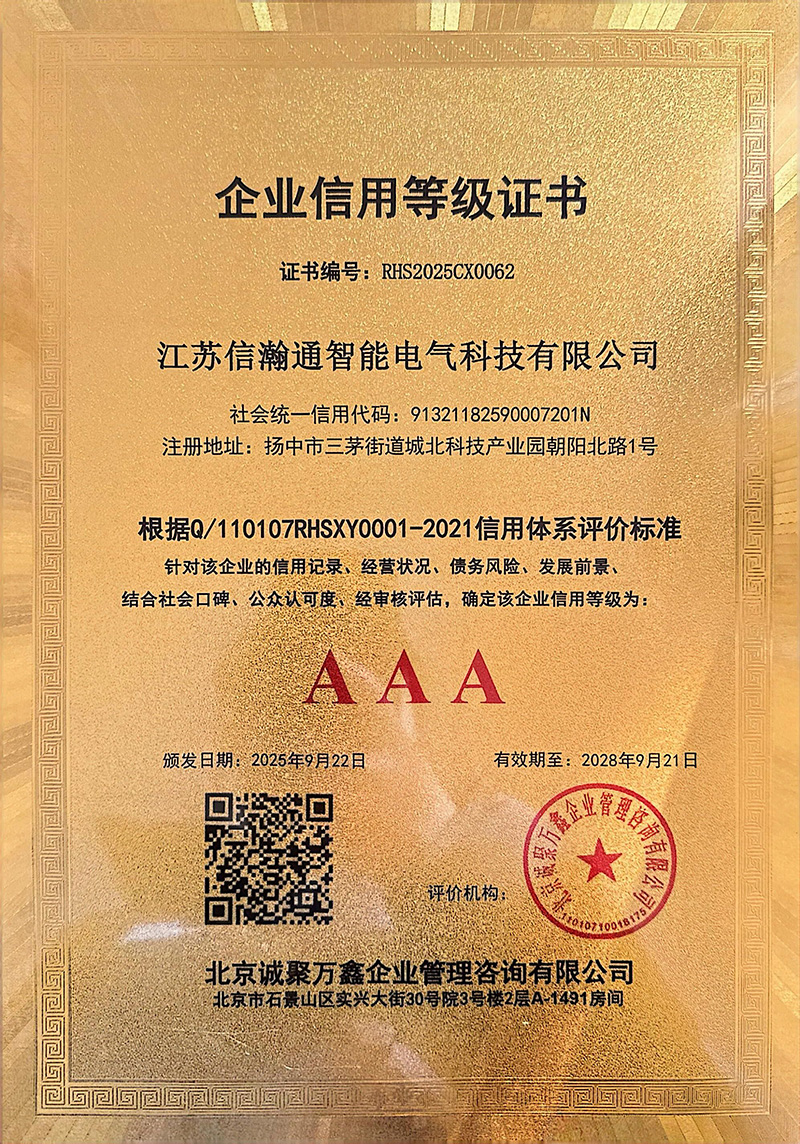 企业信用等级证书
证书编号：RHS2025CX0062
江苏信瀚通智能电气科技有限公司
社会统一信用代码：91321182590007201N
注册地址：扬中市三茅街道城北科技产业园朝阳北路1号
根据Q/110107RHSXY0001-2021信用体系评价标准
针对该企业的信用记录、经营状况、债务风险、发展前景、
结合社会口碑、公众认可度、经审核评估，确定该企业信用等级为：
AAA
颁发日期：2025年9月22日
有效期至：2028年9月21日
北京诚聚万鑫企业管理咨询有限公司
11010710018175
评价机构：
北京诚聚万鑫企业管理咨询有限公司
北京市石景山区实兴大街30号院3号楼2层A-1491房间